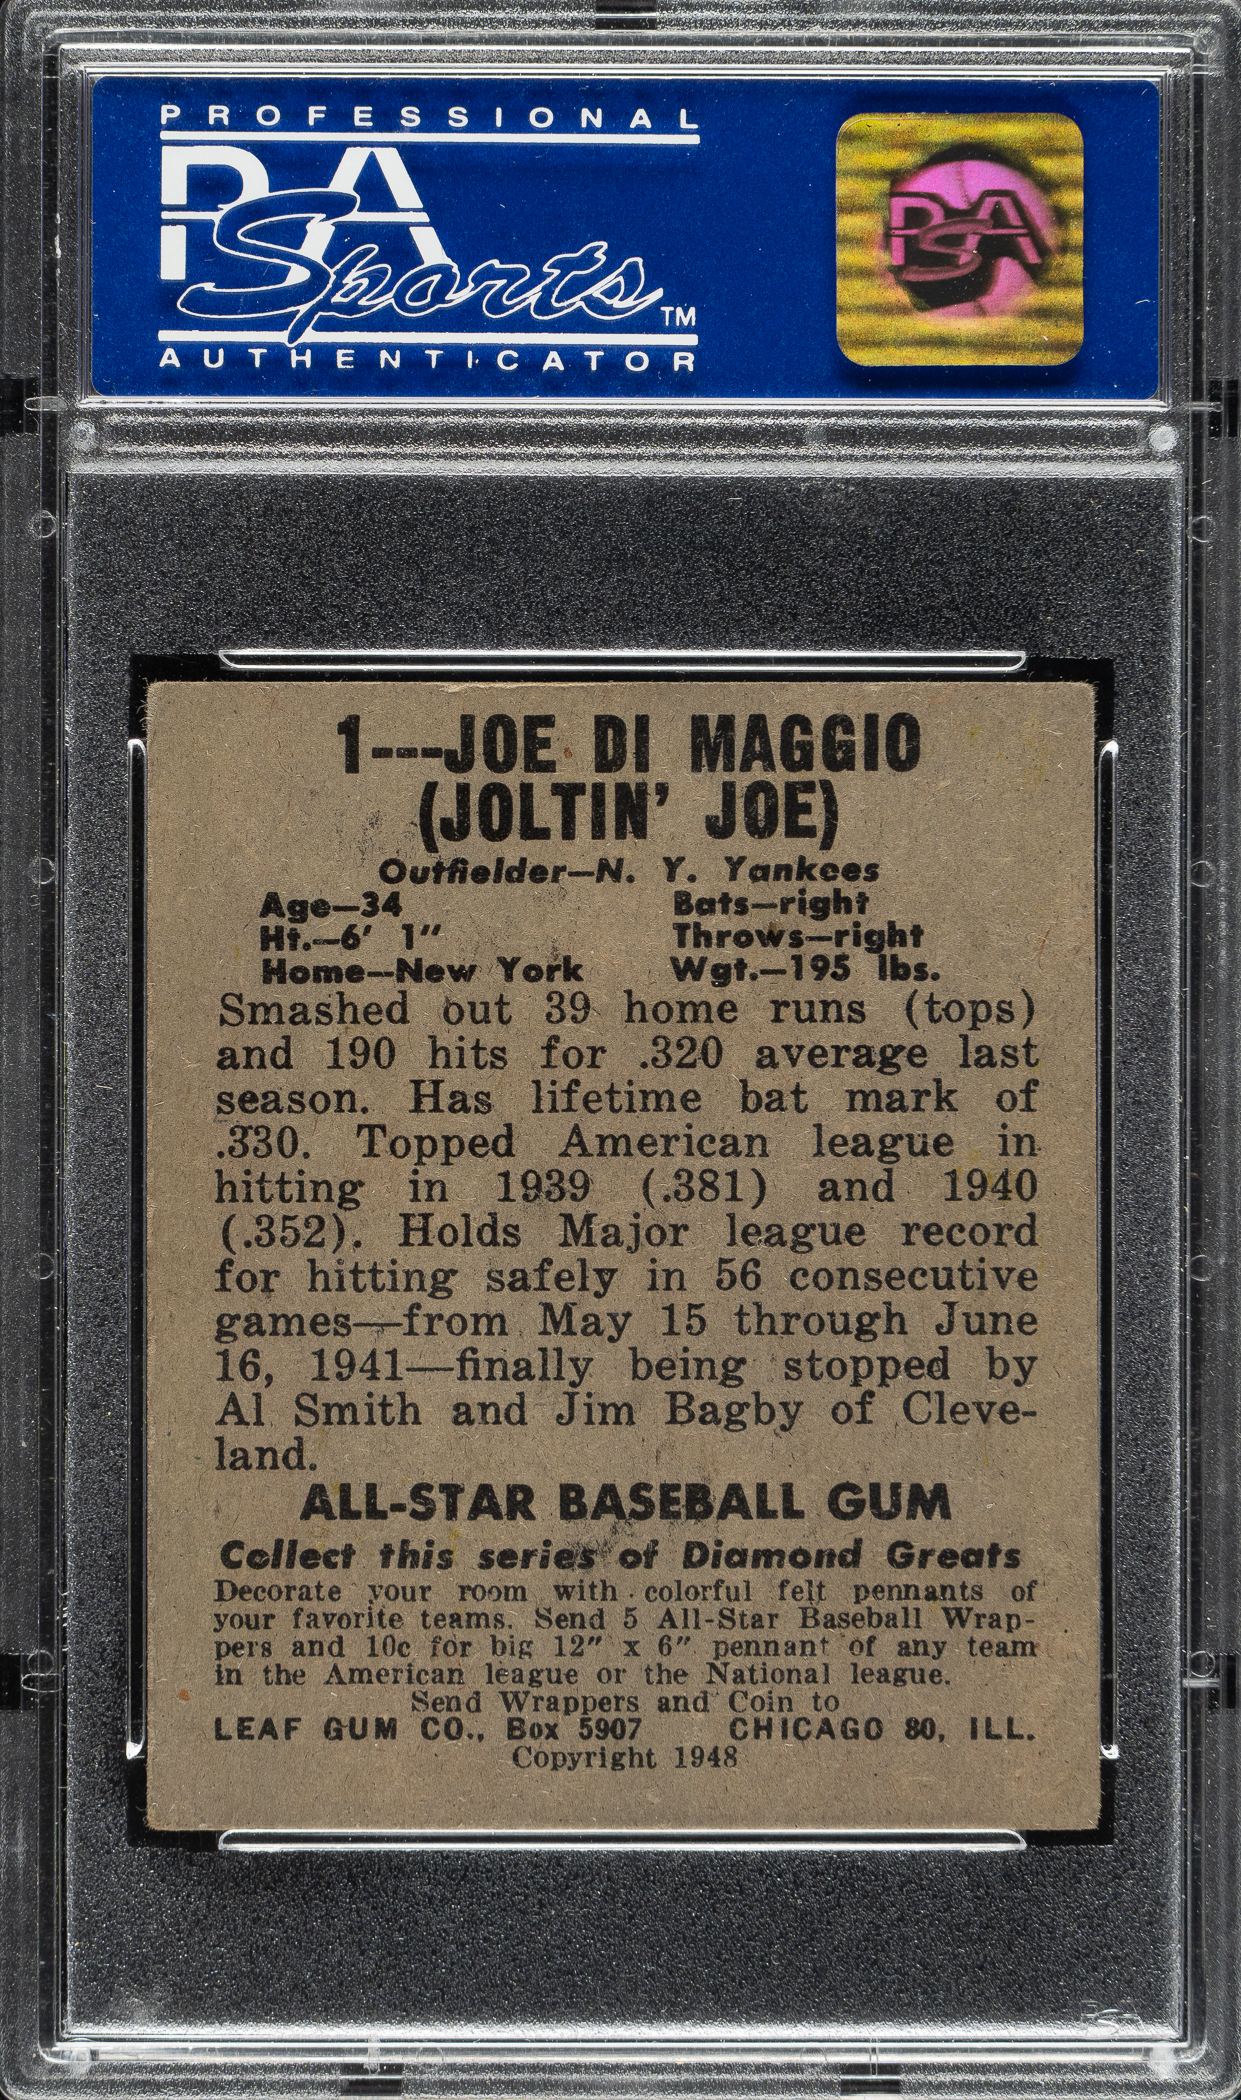 PROFESSIONAL
PSA
Sports™
AUTHENTICATOR
PSA
1---JOE DI MAGGIO
(JOLTIN' JOE)
Outfielder—N. Y. Yankees
Age—34 Bats—right
Ht.—6' 1" Throws—right
Home—New York Wgt.—195 lbs.
Smashed out 39 home runs (tops)
and 190 hits for .320 average last
season. Has lifetime bat mark of
.330. Topped American league in
hitting in 1939 (.381) and 1940
(.352). Holds Major league record
for hitting safely in 56 consecutive
games—from May 15 through June
16, 1941—finally being stopped by
Al Smith and Jim Bagby of Cleve-
land.
ALL-STAR BASEBALL GUM
Collect this series of Diamond Greats
Decorate your room with colorful felt pennants of
your favorite teams. Send 5 All-Star Baseball Wrap-
pers and 10c for big 12" x 6" pennant of any team
in the American league or the National league.
Send Wrappers and Coin to
LEAF GUM CO., Box 5907 CHICAGO 80, ILL.
Copyright 1948
PSA